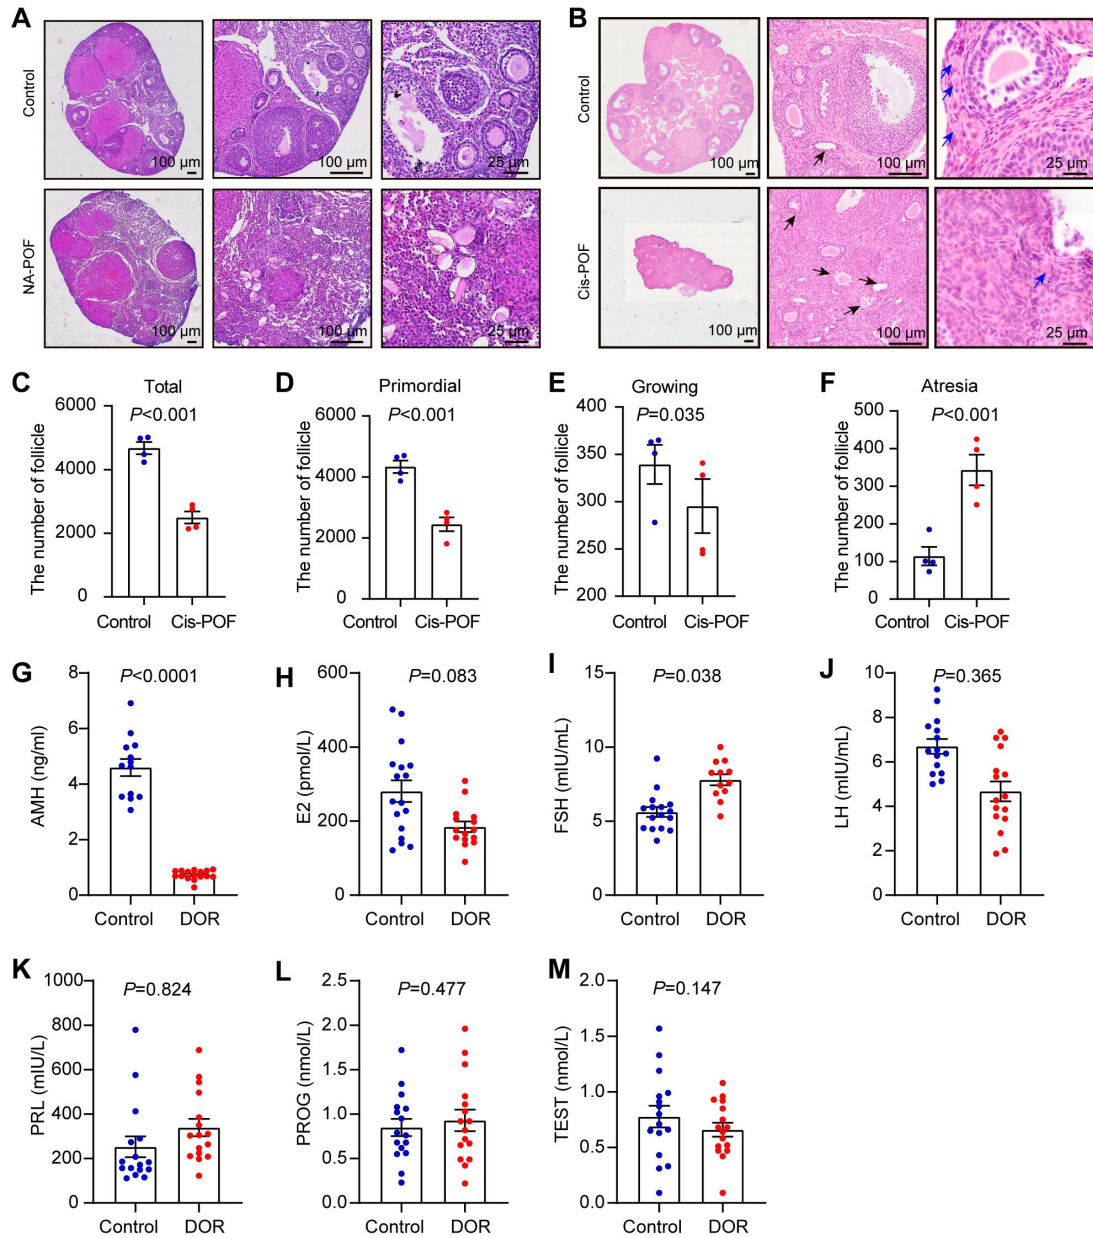 A
B
Control
100 µm
100 µm
25 µm
NA-POF
100 µm
100 µm
25 µm
Control
100 µm
100 µm
25 µm
Cis-POF
100 µm
100 µm
25 µm
C
Total
P<0.001
The number of follicle
6000
4000
2000
0
Control
Cis-POF
D
Primordial
P<0.001
The number of follicle
6000
4000
2000
0
Control
Cis-POF
E
Growing
P=0.035
The number of follicle
400
350
300
250
200
Control
Cis-POF
F
Atresia
P<0.001
The number of follicle
500
400
300
200
100
0
Control
Cis-POF
G
P<0.0001
AMH (ng/ml)
8
6
4
2
0
Control
DOR
H
P=0.083
E2 (pmol/L)
600
400
200
0
Control
DOR
I
P=0.038
FSH (mIU/mL)
15
10
5
0
Control
DOR
J
P=0.365
LH (mIU/mL)
10
8
6
4
2
0
Control
DOR
K
P=0.824
PRL (mIU/L)
1000
800
600
400
200
0
Control
DOR
L
P=0.477
PROG (nmol/L)
2.5
2.0
1.5
1.0
0.5
0.0
Control
DOR
M
P=0.147
TEST (nmol/L)
2.0
1.5
1.0
0.5
0.0
Control
DOR